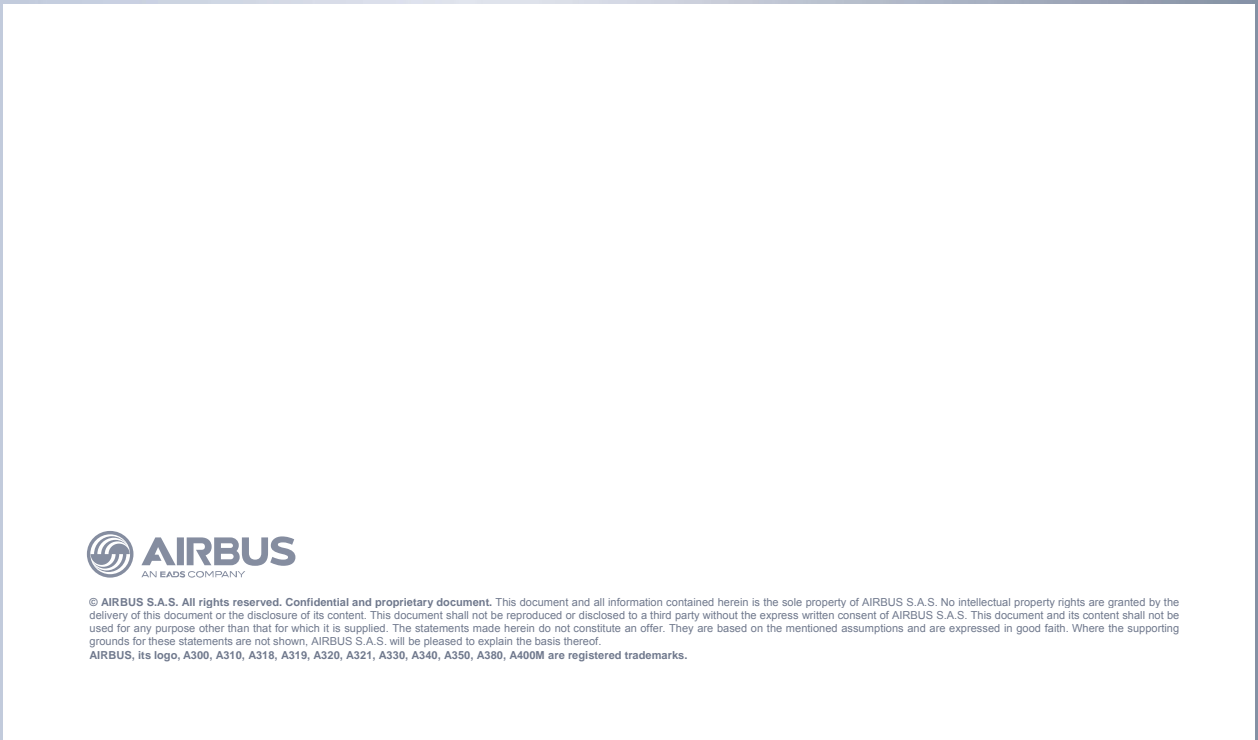 AIRBUS
AN EADS COMPANY
© AIRBUS S.A.S. All rights reserved. Confidential and proprietary document. This document and all information contained herein is the sole property of AIRBUS S.A.S. No intellectual property rights are granted by the
delivery of this document or the disclosure of its content. This document shall not be reproduced or disclosed to a third party without the express written consent of AIRBUS S.A.S. This document and its content shall not be
used for any purpose other than that for which it is supplied. The statements made herein do not constitute an offer. They are based on the mentioned assumptions and are expressed in good faith. Where the supporting
grounds for these statements are not shown, AIRBUS S.A.S. will be pleased to explain the basis thereof.
AIRBUS, its logo, A300, A310, A318, A319, A320, A321, A330, A340, A350, A380, A400M are registered trademarks.